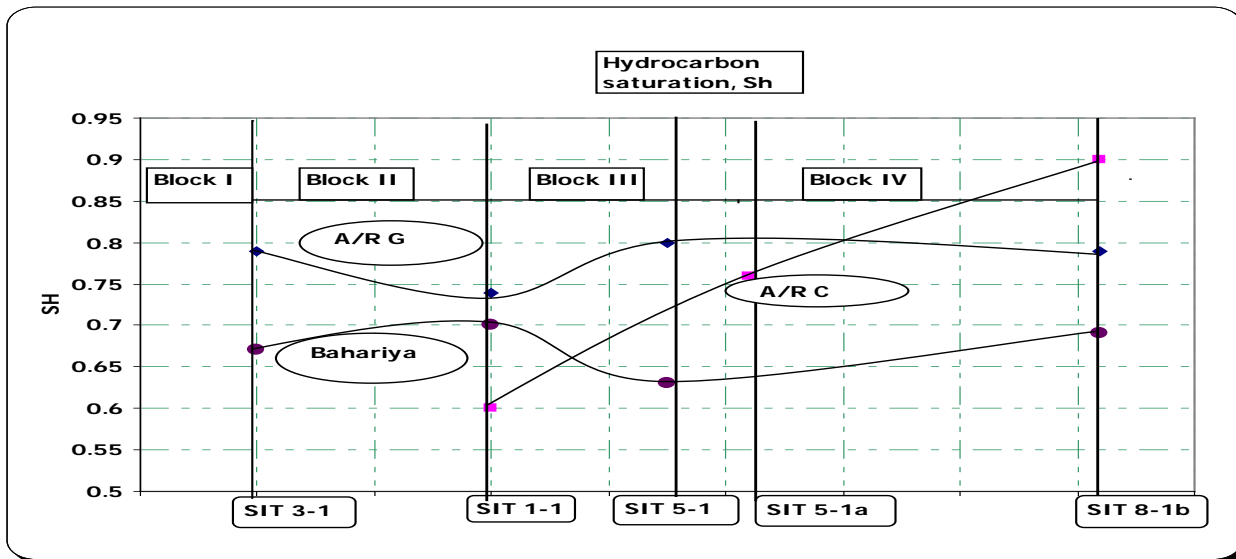 Hydrocarbon
saturation, Sh
0.95
0.9
0.85
0.8
0.75
0.7
0.65
0.6
0.55
0.5
SH
Block I
Block II
Block III
Block IV
A/R G
A/R C
Bahariya
SIT 3-1
SIT 1-1
SIT 5-1
SIT 5-1a
SIT 8-1b